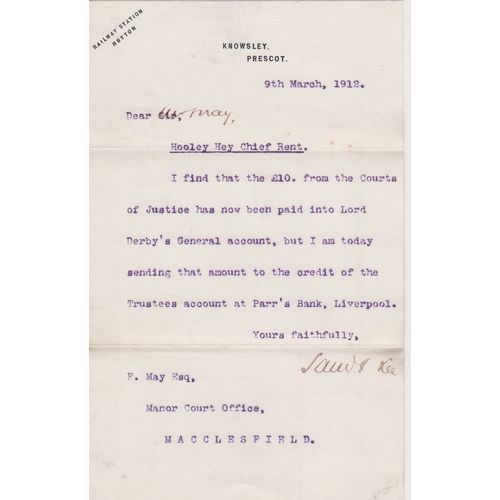 RAILWAY STATION
HUYTON
KNOWSLEY.
PRESCOT.
9th March, 1912.
Dear Sir, Mr May,
Hooley Hey Chief Rent.
I find that the £10. from the Courts
of Justice has now been paid into Lord
Derby's General account, but I am today
sending that amount to the credit of the
Trustees account at Parr's Bank, Liverpool.
Yours faithfully,
F. May Esq,
Manor Court Office,
MACCLESFIELD.